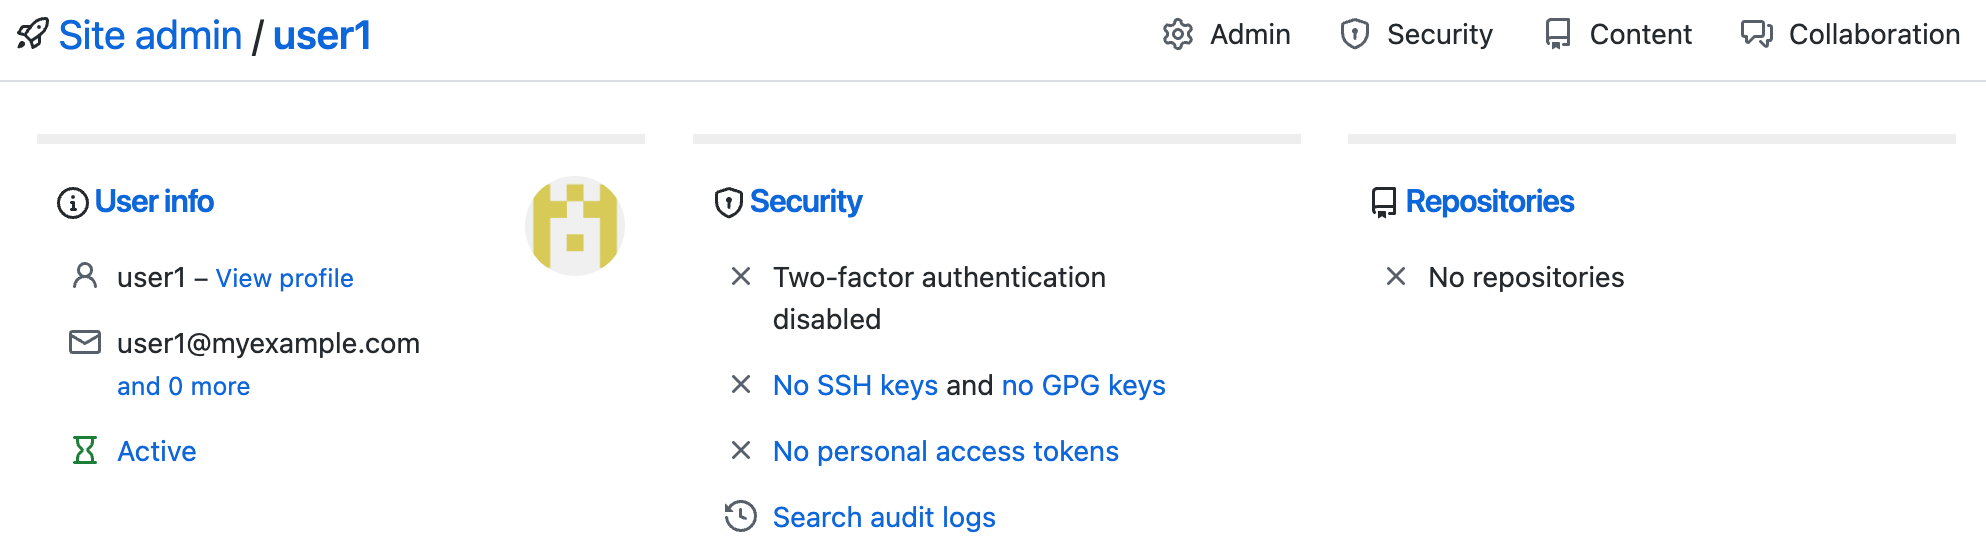 Site admin / user1
Admin
Security
Content
Collaboration
User info
user1 – View profile
user1@myexample.com
and 0 more
Active
Security
Two-factor authentication
disabled
No SSH keys and no GPG keys
No personal access tokens
Search audit logs
Repositories
No repositories